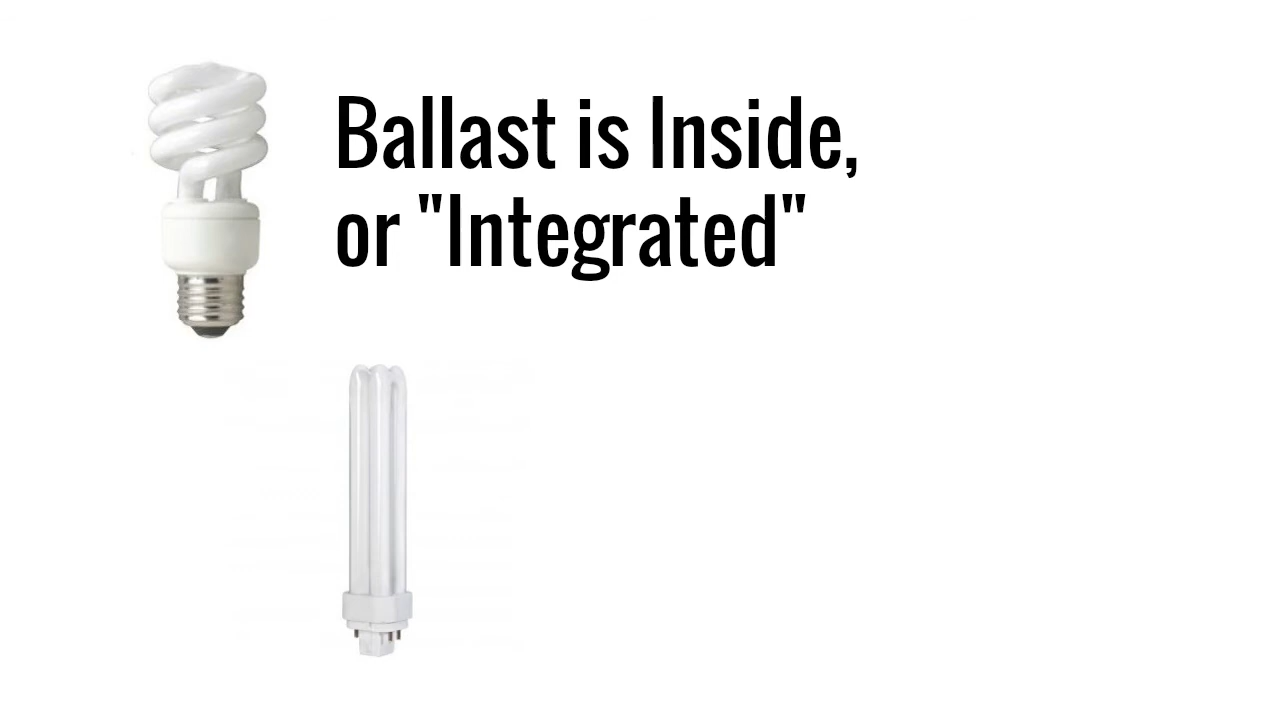 Ballast is Inside,
or "Integrated"